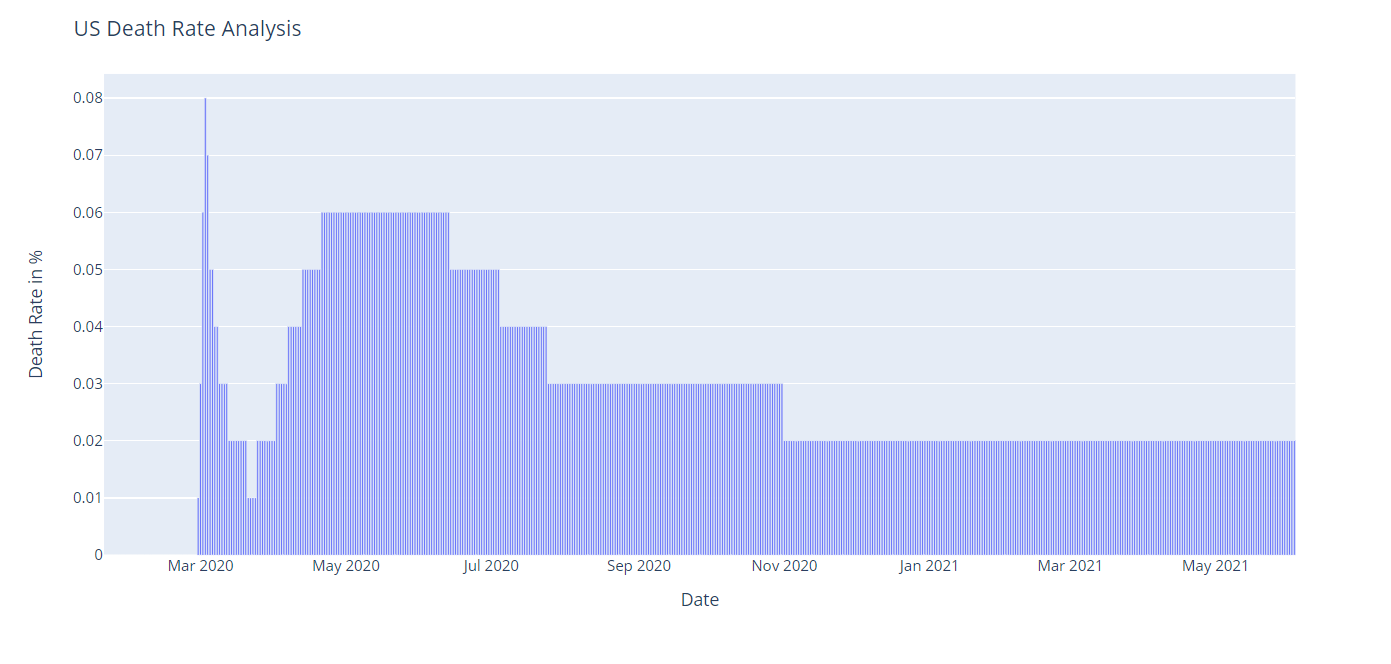 US Death Rate Analysis
0.08
0.07
0.06
0.05
0.04
0.03
0.02
0.01
0
Death Rate in %
Mar 2020 May 2020 Jul 2020 Sep 2020 Nov 2020 Jan 2021 Mar 2021 May 2021
Date